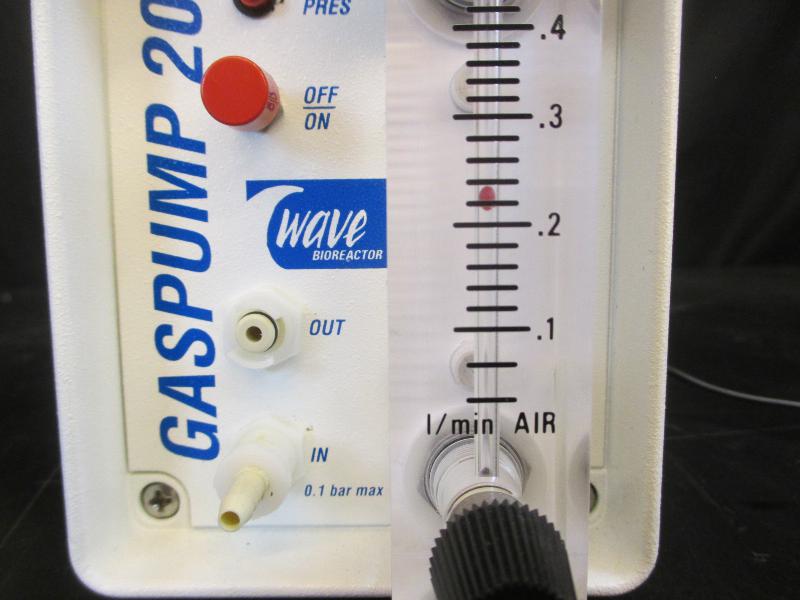 PRES
OFF
ON
GASPUMP 20
wave
BIOREACTOR
OUT
IN
0.1 bar max
.4
.3
.2
.1
l/min AIR